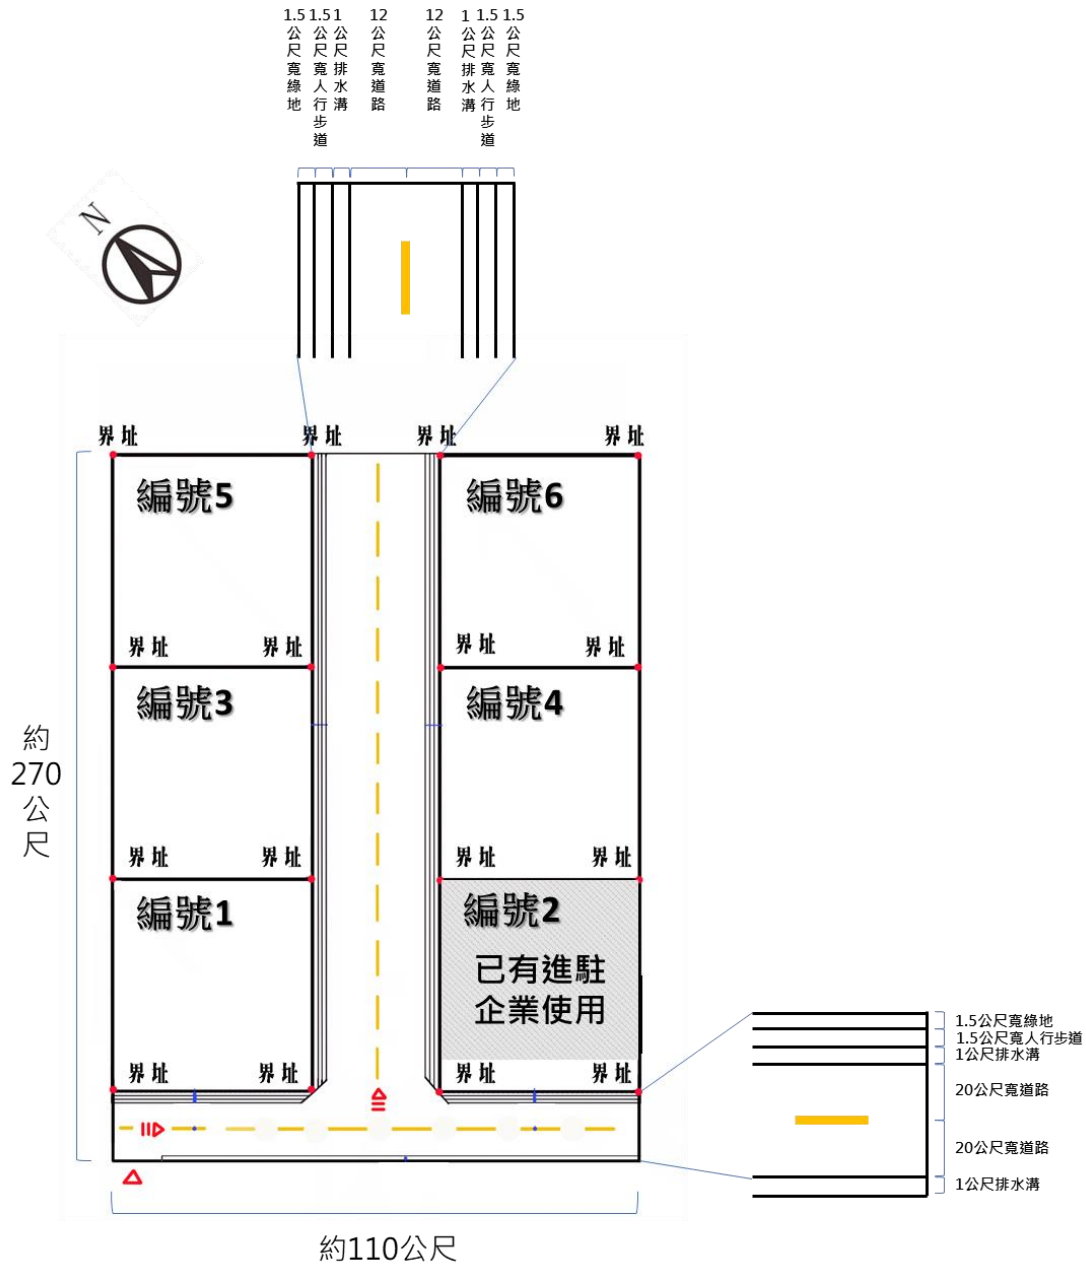 1.5公尺寬綠地
1.5公尺寬人行步道
1公尺排水溝
12公尺寬道路
12公尺寬道路
1公尺排水溝
1.5公尺寬人行步道
1.5公尺寬綠地
N
界址
界址
界址
界址
編號5
編號6
界址
界址
界址
界址
編號3
編號4
約
270
公
尺
界址
界址
界址
界址
編號1
編號2
已有進駐
企業使用
界址
界址
界址
界址
1.5公尺寬綠地
1.5公尺寬人行步道
1公尺排水溝
20公尺寬道路
20公尺寬道路
1公尺排水溝
約110公尺